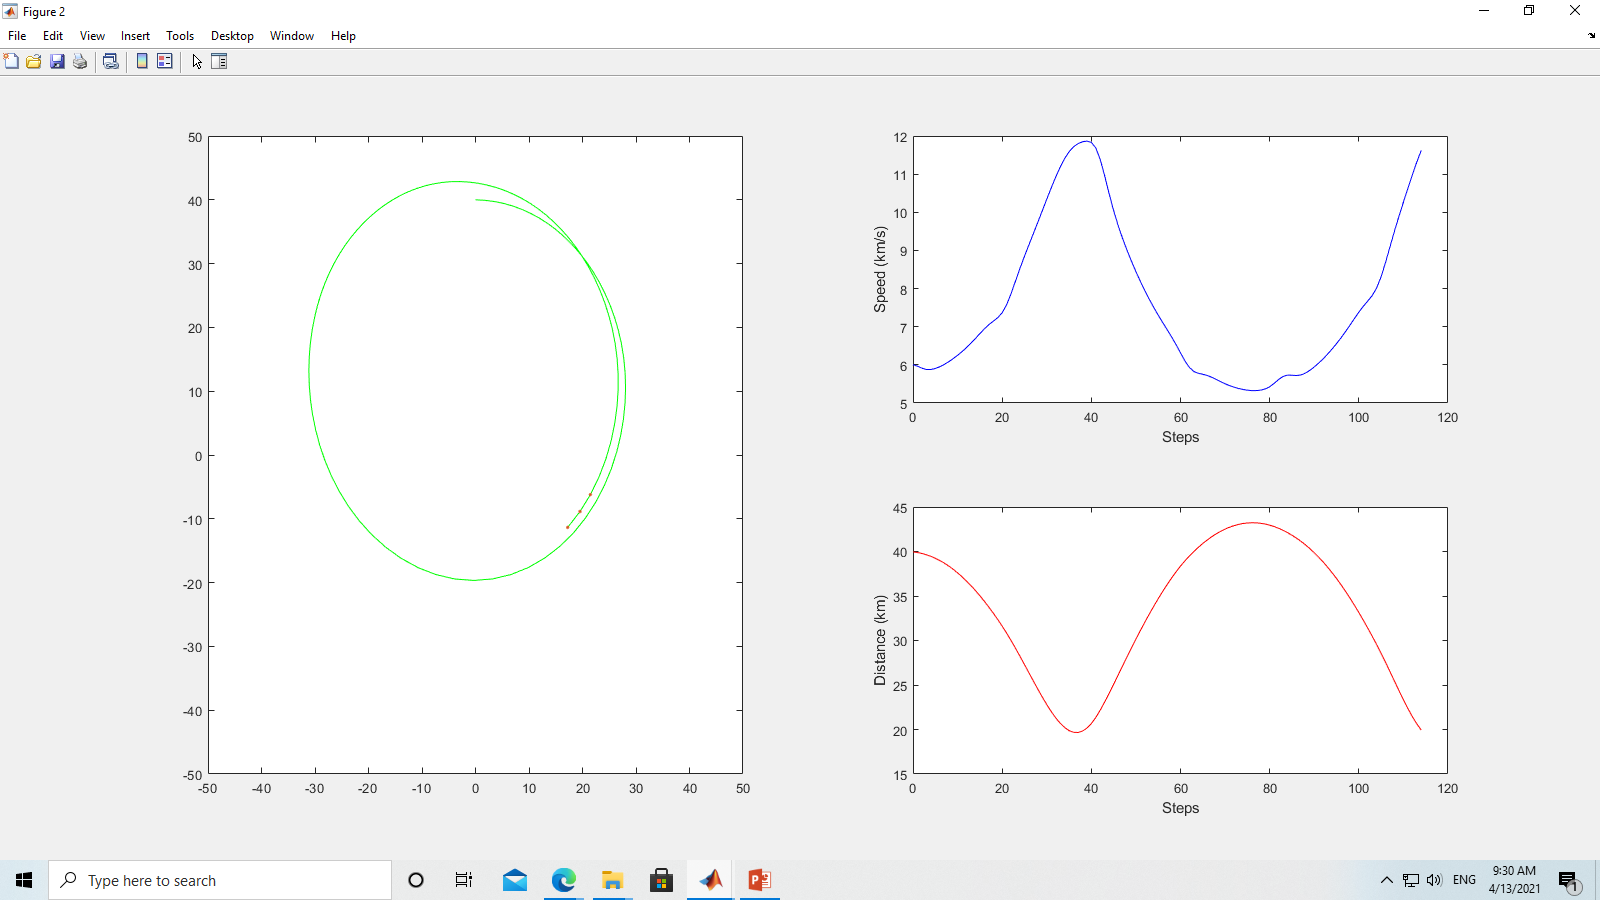 Figure 2
File Edit View Insert Tools Desktop Window Help
50
40
30
20
10
0
-10
-20
-30
-40
-50
-50 -40 -30 -20 -10 0 10 20 30 40 50
12
11
10
9
8
7
6
5
Speed (km/s)
0 20 40 60 80 100 120
Steps
45
40
35
30
25
20
15
Distance (km)
0 20 40 60 80 100 120
Steps
Type here to search
ENG
9:30 AM
4/13/2021
1